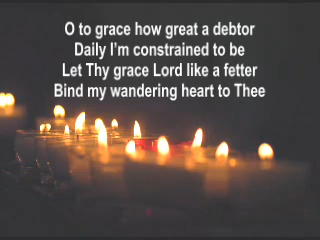 O to grace how great a debtor
Daily I'm constrained to be
Let Thy grace Lord like a fetter
Bind my wandering heart to Thee